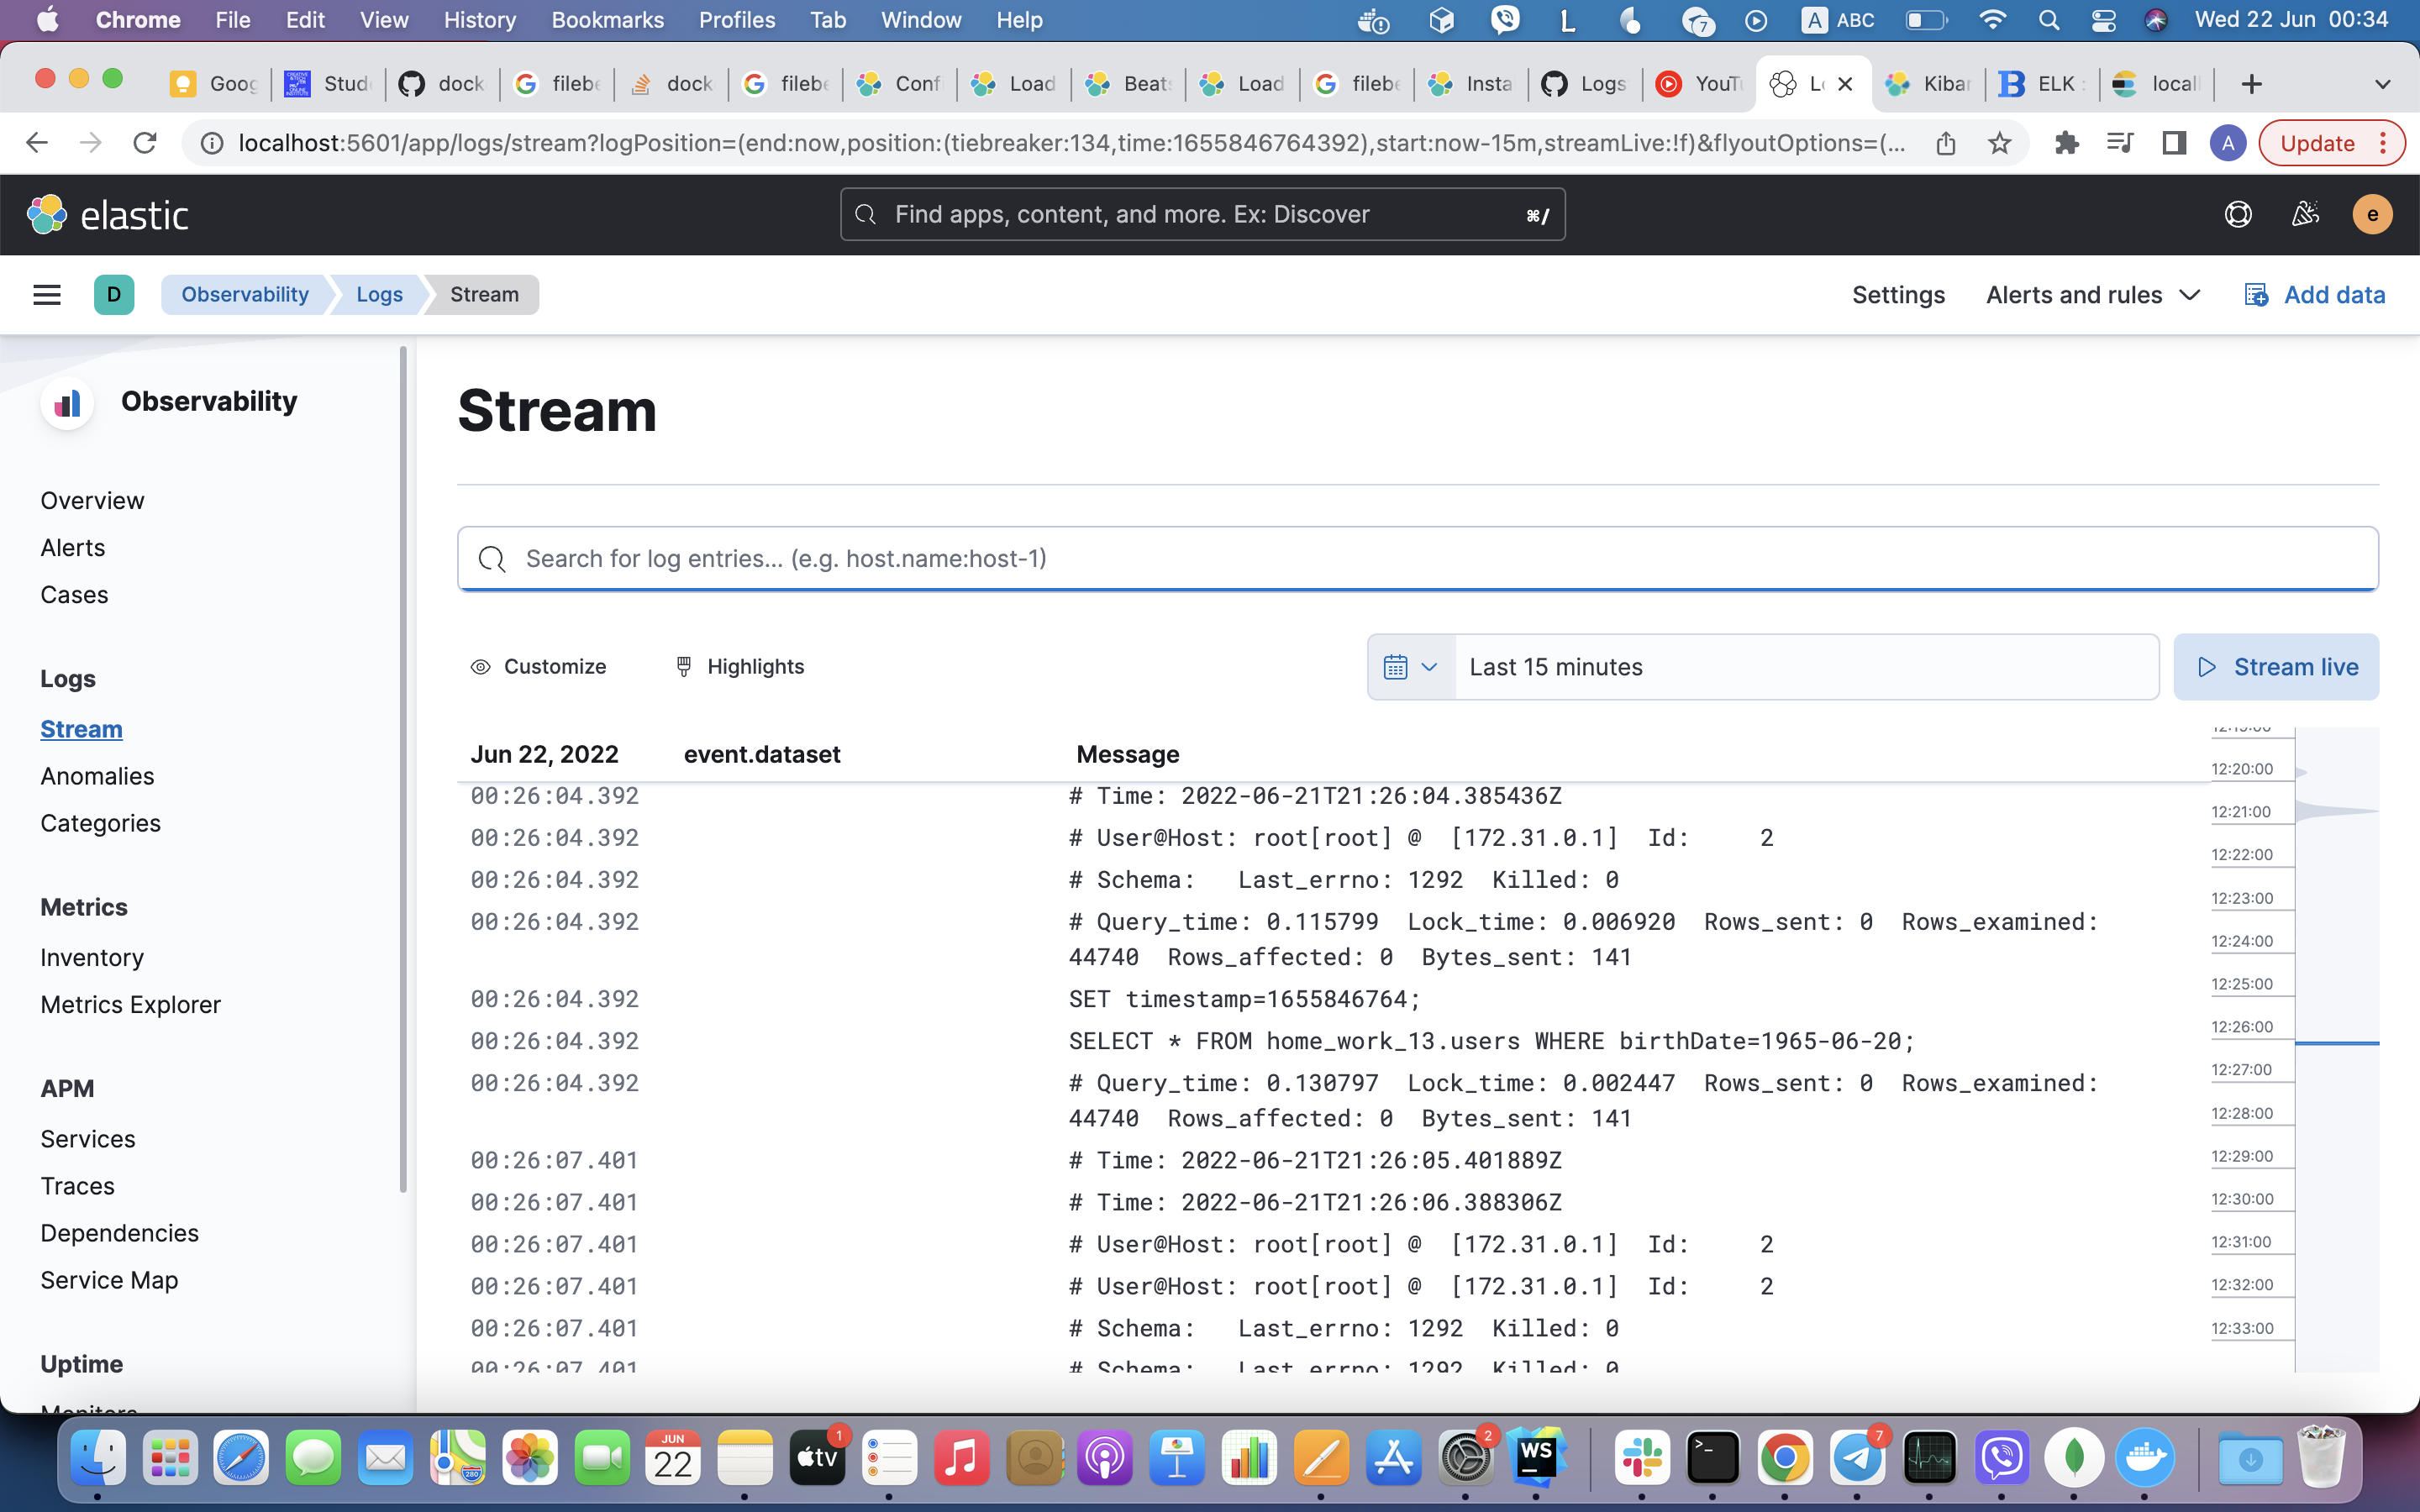 Chrome File Edit View History Bookmarks Profiles Tab Window Help
7 A ABC Wed 22 Jun 00:34
Goog Stud dock filebe dock filebe Conf Load Beat Load filebe Insta Logs YouTu Lo Kibar ELK : locall
localhost:5601/app/logs/stream?logPosition=(end:now,position:(tiebreaker:134,time:1655846764392),start:now-15m,streamLive:!f)&flyoutOptions=(... A Update
elastic Find apps, content, and more. Ex: Discover ⌘/ e
D Observability Logs Stream Settings Alerts and rules Add data
Observability
Overview
Alerts
Cases
Logs
Stream
Anomalies
Categories
Metrics
Inventory
Metrics Explorer
APM
Services
Traces
Dependencies
Service Map
Uptime
Monitors
Stream
Search for log entries... (e.g. host.name:host-1)
Customize Highlights Last 15 minutes Stream live
Jun 22, 2022 event.dataset Message
00:26:04.392 # Time: 2022-06-21T21:26:04.385436Z
00:26:04.392 # User@Host: root[root] @ [172.31.0.1] Id: 2
00:26:04.392 # Schema: Last_errno: 1292 Killed: 0
00:26:04.392 # Query_time: 0.115799 Lock_time: 0.006920 Rows_sent: 0 Rows_examined:
44740 Rows_affected: 0 Bytes_sent: 141
00:26:04.392 SET timestamp=1655846764;
00:26:04.392 SELECT * FROM home_work_13.users WHERE birthDate=1965-06-20;
00:26:04.392 # Query_time: 0.130797 Lock_time: 0.002447 Rows_sent: 0 Rows_examined:
44740 Rows_affected: 0 Bytes_sent: 141
00:26:07.401 # Time: 2022-06-21T21:26:05.401889Z
00:26:07.401 # Time: 2022-06-21T21:26:06.388306Z
00:26:07.401 # User@Host: root[root] @ [172.31.0.1] Id: 2
00:26:07.401 # User@Host: root[root] @ [172.31.0.1] Id: 2
00:26:07.401 # Schema: Last_errno: 1292 Killed: 0
00:26:07.401 # Schema: Last_errno: 1292 Killed: 0
12:19:00
12:20:00
12:21:00
12:22:00
12:23:00
12:24:00
12:25:00
12:26:00
12:27:00
12:28:00
12:29:00
12:30:00
12:31:00
12:32:00
12:33:00
280 JUN 22 tv 1 2 WS >_ 7